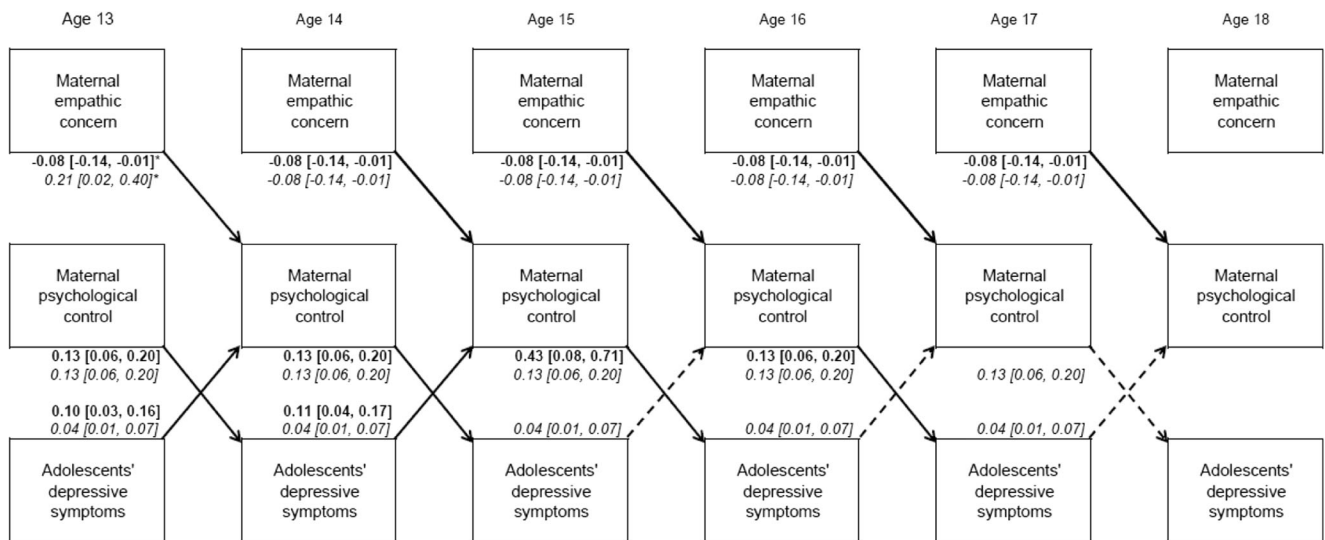 Age 13 Age 14 Age 15 Age 16 Age 17 Age 18
Maternal Maternal Maternal Maternal Maternal Maternal
empathic empathic empathic empathic empathic empathic
concern concern concern concern concern concern
-0.08 [-0.14, -0.01]* -0.08 [-0.14, -0.01] -0.08 [-0.14, -0.01] -0.08 [-0.14, -0.01] -0.08 [-0.14, -0.01]
0.21 [0.02, 0.40]* -0.08 [-0.14, -0.01] -0.08 [-0.14, -0.01] -0.08 [-0.14, -0.01] -0.08 [-0.14, -0.01]
Maternal Maternal Maternal Maternal Maternal Maternal
psychological psychological psychological psychological psychological psychological
control control control control control control
0.13 [0.06, 0.20] 0.13 [0.06, 0.20] 0.43 [0.08, 0.71] 0.13 [0.06, 0.20]
0.13 [0.06, 0.20] 0.13 [0.06, 0.20] 0.13 [0.06, 0.20] 0.13 [0.06, 0.20] 0.13 [0.06, 0.20]
0.10 [0.03, 0.16] 0.11 [0.04, 0.17]
0.04 [0.01, 0.07] 0.04 [0.01, 0.07] 0.04 [0.01, 0.07] 0.04 [0.01, 0.07] 0.04 [0.01, 0.07]
Adolescents' Adolescents' Adolescents' Adolescents' Adolescents' Adolescents'
depressive depressive depressive depressive depressive depressive
symptoms symptoms symptoms symptoms symptoms symptoms